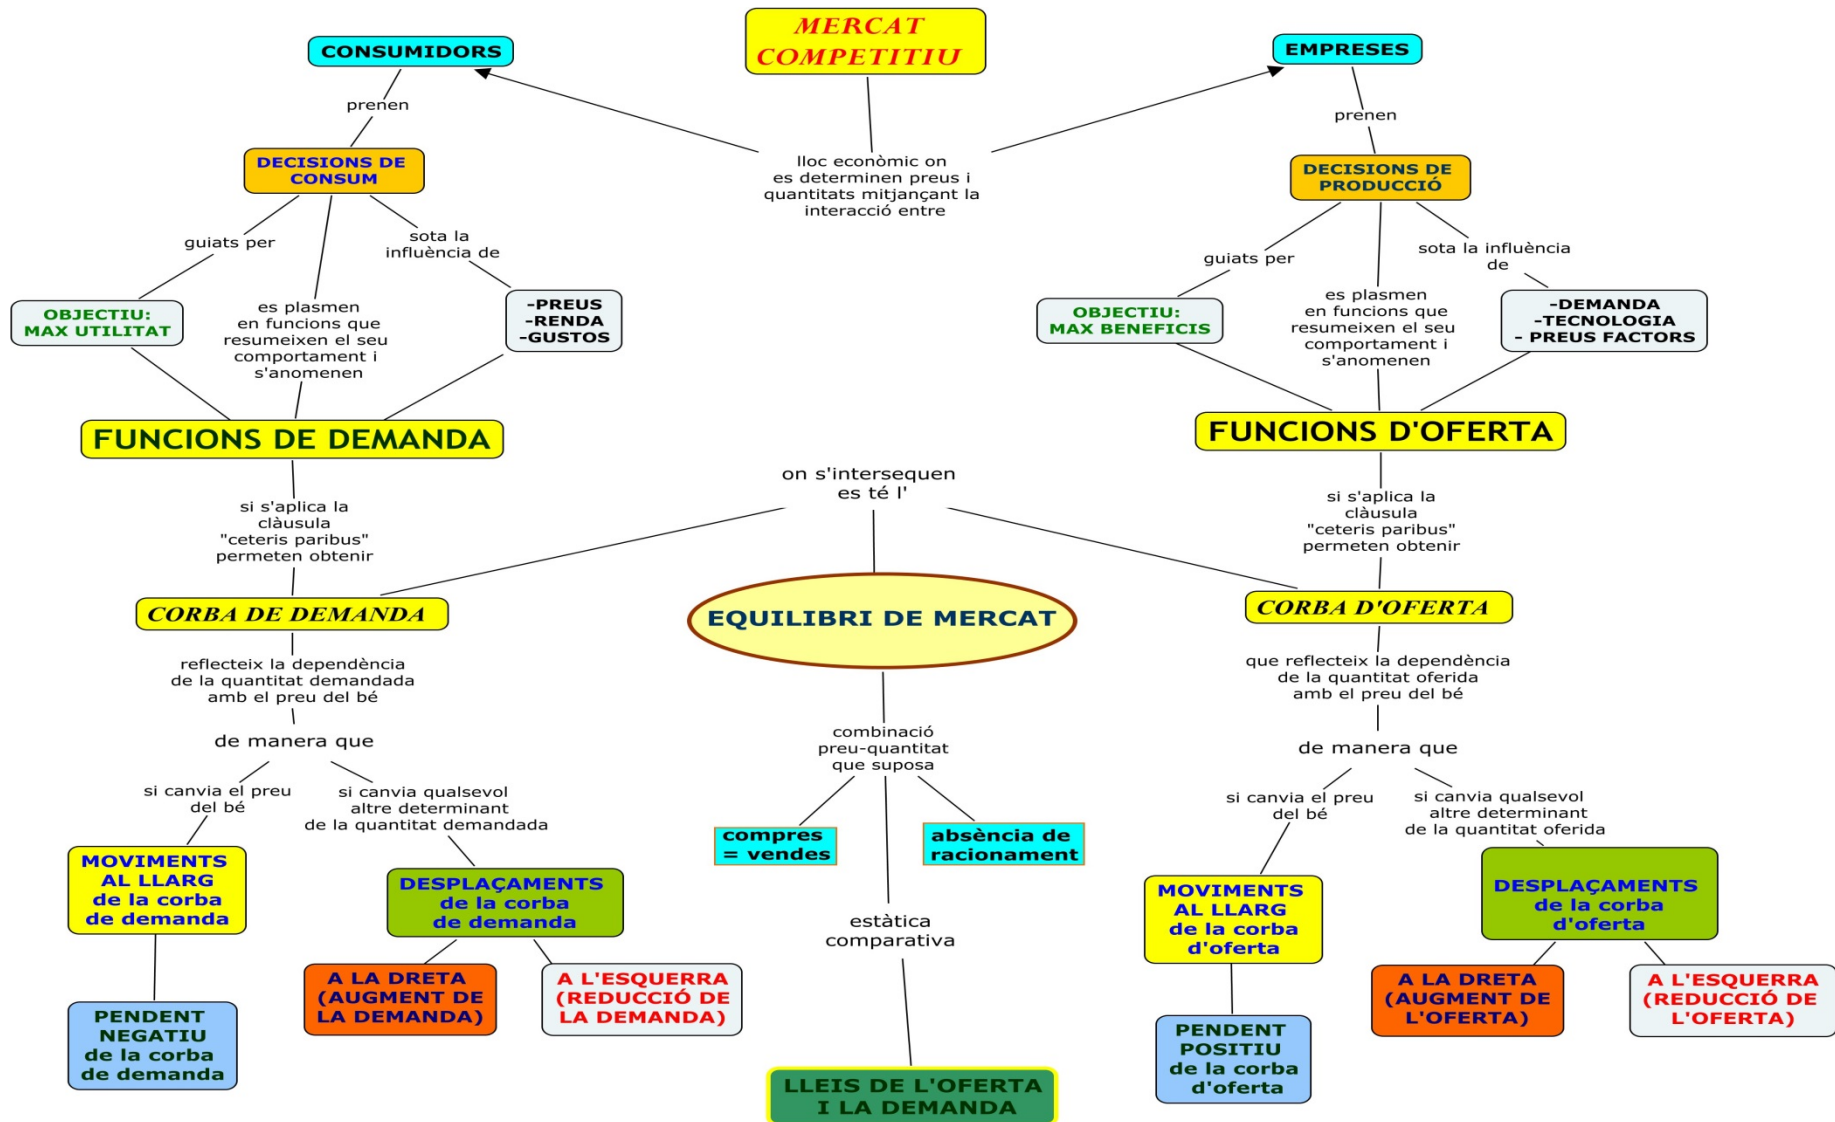 MERCAT
COMPETITIU
CONSUMIDORS
EMPRESES
prenen
prenen
lloc econòmic on
es determinen preus i
quantitats mitjançant la
interacció entre
DECISIONS DE
CONSUM
DECISIONS DE
PRODUCCIÓ
guiats per
sota la
influència de
guiats per
sota la influència
de
OBJECTIU:
MAX UTILITAT
es plasmen
en funcions que
resumeixen el seu
comportament i
s'anomenen
-PREUS
-RENDA
-GUSTOS
OBJECTIU:
MAX BENEFICIS
es plasmen
en funcions que
resumeixen el seu
comportament i
s'anomenen
-DEMANDA
-TECNOLOGIA
- PREUS FACTORS
FUNCIONS DE DEMANDA
FUNCIONS D'OFERTA
on s'intersequen
es té l'
si s'aplica la
clàusula
"ceteris paribus"
permeten obtenir
si s'aplica la
clàusula
"ceteris paribus"
permeten obtenir
CORBA DE DEMANDA
EQUILIBRI DE MERCAT
CORBA D'OFERTA
reflecteix la dependència
de la quantitat demandada
amb el preu del bé
que reflecteix la dependència
de la quantitat oferida
amb el preu del bé
de manera que
combinació
preu-quantitat
que suposa
de manera que
si canvia el preu
del bé
si canvia qualsevol
altre determinant
de la quantitat demandada
si canvia el preu
del bé
si canvia qualsevol
altre determinant
de la quantitat oferida
compres
= vendes
absència de
racionament
MOVIMENTS
AL LLARG
de la corba
de demanda
DESPLAÇAMENTS
de la corba
de demanda
estàtica
comparativa
MOVIMENTS
AL LLARG
de la corba
d'oferta
DESPLAÇAMENTS
de la corba
d'oferta
A LA DRETA
(AUGMENT DE
LA DEMANDA)
A L'ESQUERRA
(REDUCCIÓ DE
LA DEMANDA)
A LA DRETA
(AUGMENT DE
L'OFERTA)
A L'ESQUERRA
(REDUCCIÓ DE
L'OFERTA)
PENDENT
NEGATIU
de la corba
de demanda
PENDENT
POSITIU
de la corba
d'oferta
LLEIS DE L'OFERTA
I LA DEMANDA